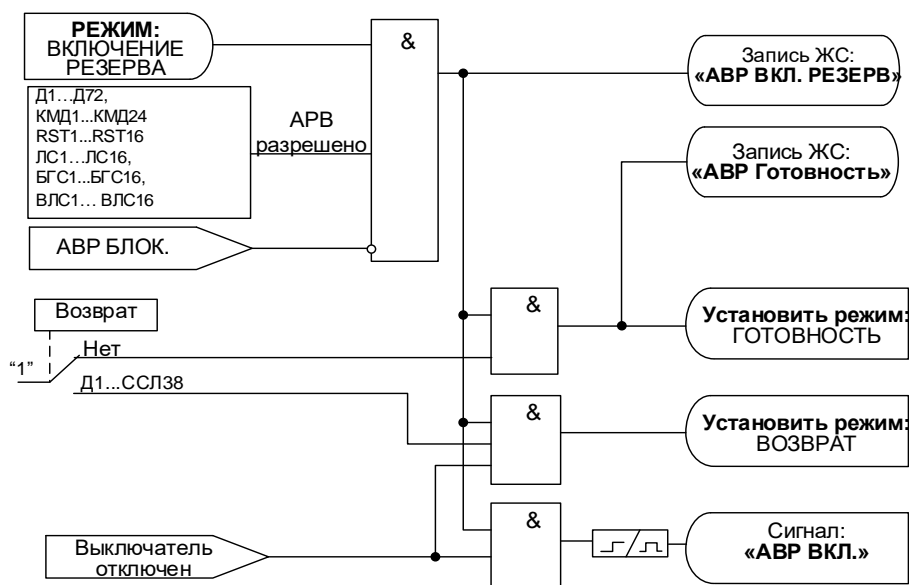 РЕЖИМ:
ВКЛЮЧЕНИЕ
РЕЗЕРВА
&
Запись ЖС:
«АВР ВКЛ. РЕЗЕРВ»
Д1...Д72,
КМД1...КМД24
RST1...RST16
ЛС1...ЛС16,
БГС1...БГС16,
ВЛС1... ВЛС16
АРВ
разрешено
Запись ЖС:
«АВР Готовность»
АВР БЛОК.
Возврат
"1"
Нет
Д1...ССЛ38
&
Установить режим:
ГОТОВНОСТЬ
&
Установить режим:
ВОЗВРАТ
Выключатель
отключен
&
Сигнал:
«АВР ВКЛ.»